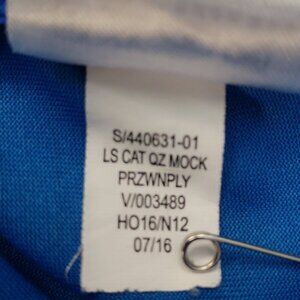 S/440631-01
LS CAT QZ MOCK
PRZWNPLY
V/003489
HO16/N12
07/16